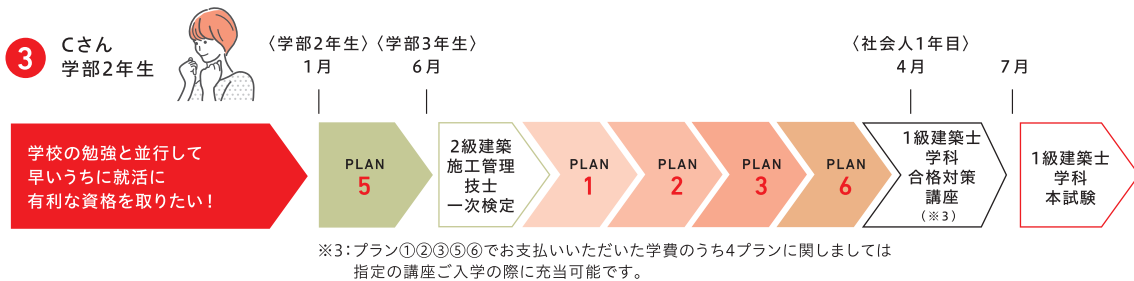 3
Cさん
学部2年生
〈学部2年生〉
1月
〈学部3年生〉
6月
〈社会人1年目〉
4月
7月
学校の勉強と並行して
早いうちに就活に
有利な資格を取りたい！
PLAN
5
2級建築
施工管理
技士
一次検定
PLAN
1
PLAN
2
PLAN
3
PLAN
6
1級建築士
学科
合格対策
講座
（※3）
1級建築士
学科
本試験
※3：プラン①②③⑤⑥でお支払いいただいた学費のうち4プランに関しましては
指定の講座ご入学の際に充当可能です。